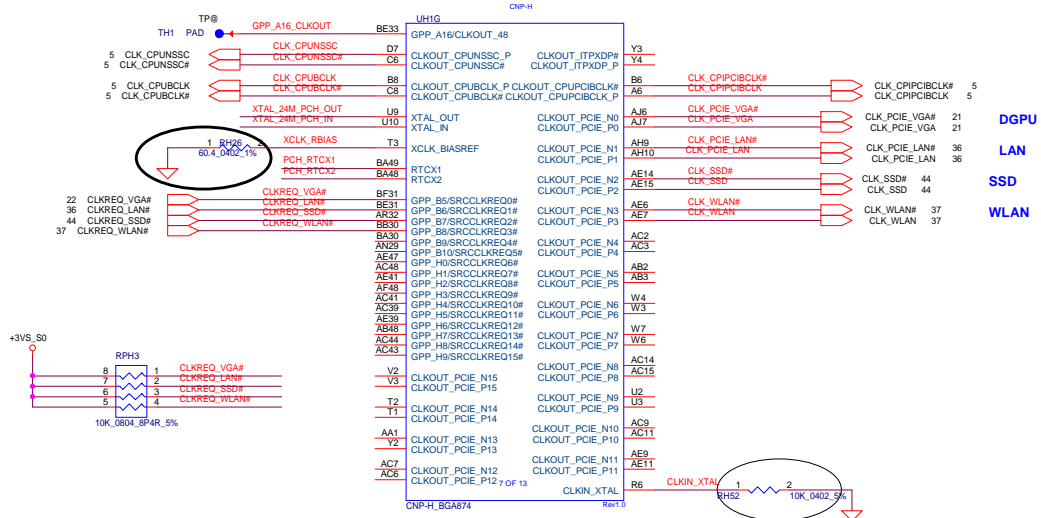 CNP-H
UH1G
TP@
TH1 PAD
GPP_A16_CLKOUT
BE33
GPP_A16/CLKOUT_48
5 CLK_CPUNSSC
CLK_CPUNSSC
D7
CLKOUT_CPUNSSC_P
CLKOUT_ITPXDP#
Y3
5 CLK_CPUNSSC#
CLK_CPUNSSC#
C6
CLKOUT_CPUNSSC#
CLKOUT_ITPXDP_P
Y4
5 CLK_CPUBCLK
CLK_CPUBCLK
B8
CLKOUT_CPUBCLK_P
CLKOUT_CPUPCIBCLK#
B6
CLK_CPIPCIBCLK#
CLK_CPIPCIBCLK# 5
5 CLK_CPUBCLK#
CLK_CPUBCLK#
C8
CLKOUT_CPUBCLK#
CLKOUT_CPUPCIBCLK_P
A6
CLK_CPIPCIBCLK
CLK_CPIPCIBCLK 5
XTAL_24M_PCH_OUT
U9
XTAL_OUT
CLKOUT_PCIE_N0
AJ6
CLK_PCIE_VGA#
CLK_PCIE_VGA# 21
DGPU
XTAL_24M_PCH_IN
U10
XTAL_IN
CLKOUT_PCIE_P0
AJ7
CLK_PCIE_VGA
CLK_PCIE_VGA 21
1 RH26 2
60.4_0402_1%
XCLK_RBIAS
T3
XCLK_BIASREF
CLKOUT_PCIE_N1
AH9
CLK_PCIE_LAN#
CLK_PCIE_LAN# 36
LAN
CLKOUT_PCIE_P1
AH10
CLK_PCIE_LAN
CLK_PCIE_LAN 36
PCH_RTCX1
BA49
RTCX1
PCH_RTCX2
BA48
RTCX2
CLKOUT_PCIE_N2
AE14
CLK_SSD#
CLK_SSD# 44
SSD
CLKOUT_PCIE_P2
AE15
CLK_SSD
CLK_SSD 44
22 CLKREQ_VGA#
CLKREQ_VGA#
BF31
GPP_B5/SRCCLKREQ0#
36 CLKREQ_LAN#
CLKREQ_LAN#
BE31
GPP_B6/SRCCLKREQ1#
CLKOUT_PCIE_N3
AE6
CLK_WLAN#
CLK_WLAN# 37
WLAN
44 CLKREQ_SSD#
CLKREQ_SSD#
AR32
GPP_B7/SRCCLKREQ2#
CLKOUT_PCIE_P3
AE7
CLK_WLAN
CLK_WLAN 37
37 CLKREQ_WLAN#
CLKREQ_WLAN#
BB30
GPP_B8/SRCCLKREQ3#
BA30
GPP_B9/SRCCLKREQ4#
CLKOUT_PCIE_N4
AC2
AN29
GPP_B10/SRCCLKREQ5#
CLKOUT_PCIE_P4
AC3
AE47
GPP_H0/SRCCLKREQ6#
AC48
GPP_H1/SRCCLKREQ7#
CLKOUT_PCIE_N5
AB2
AE41
GPP_H2/SRCCLKREQ8#
CLKOUT_PCIE_P5
AB3
AF48
GPP_H3/SRCCLKREQ9#
AC41
GPP_H4/SRCCLKREQ10#
CLKOUT_PCIE_N6
W4
AC39
GPP_H5/SRCCLKREQ11#
CLKOUT_PCIE_P6
W3
AE39
GPP_H6/SRCCLKREQ12#
AB48
GPP_H7/SRCCLKREQ13#
CLKOUT_PCIE_N7
W7
AC44
GPP_H8/SRCCLKREQ14#
CLKOUT_PCIE_P7
W6
AC43
GPP_H9/SRCCLKREQ15#
CLKOUT_PCIE_N8
AC14
CLKOUT_PCIE_P8
AC15
+3VS_S0
RPH3
8 1 CLKREQ_VGA#
7 2 CLKREQ_LAN#
6 3 CLKREQ_SSD#
5 4 CLKREQ_WLAN#
10K_0804_8P4R_5%
V2
CLKOUT_PCIE_N15
V3
CLKOUT_PCIE_P15
CLKOUT_PCIE_N9
U2
CLKOUT_PCIE_P9
U3
T2
CLKOUT_PCIE_N14
T1
CLKOUT_PCIE_P14
CLKOUT_PCIE_N10
AC9
CLKOUT_PCIE_P10
AC11
AA1
CLKOUT_PCIE_N13
Y2
CLKOUT_PCIE_P13
CLKOUT_PCIE_N11
AE9
CLKOUT_PCIE_P11
AE11
AC7
CLKOUT_PCIE_N12
AC6
CLKOUT_PCIE_P12
7 OF 13
CLKIN_XTAL
R6
CLKIN_XTAL
1 2
RH52
10K_0402_5%
CNP-H_BGA874
Rev1.0